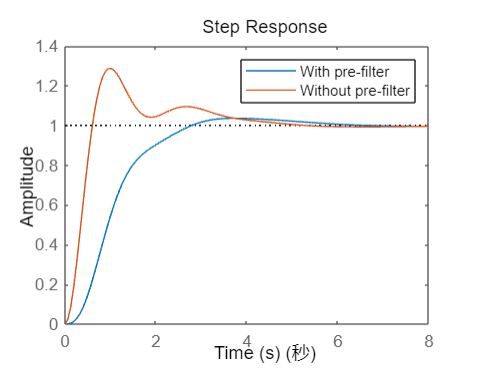 Step Response
With pre-filter
Without pre-filter
Amplitude
1.4
1.2
1
0.8
0.6
0.4
0.2
0
0
2
4
6
8
Time (s) (秒)